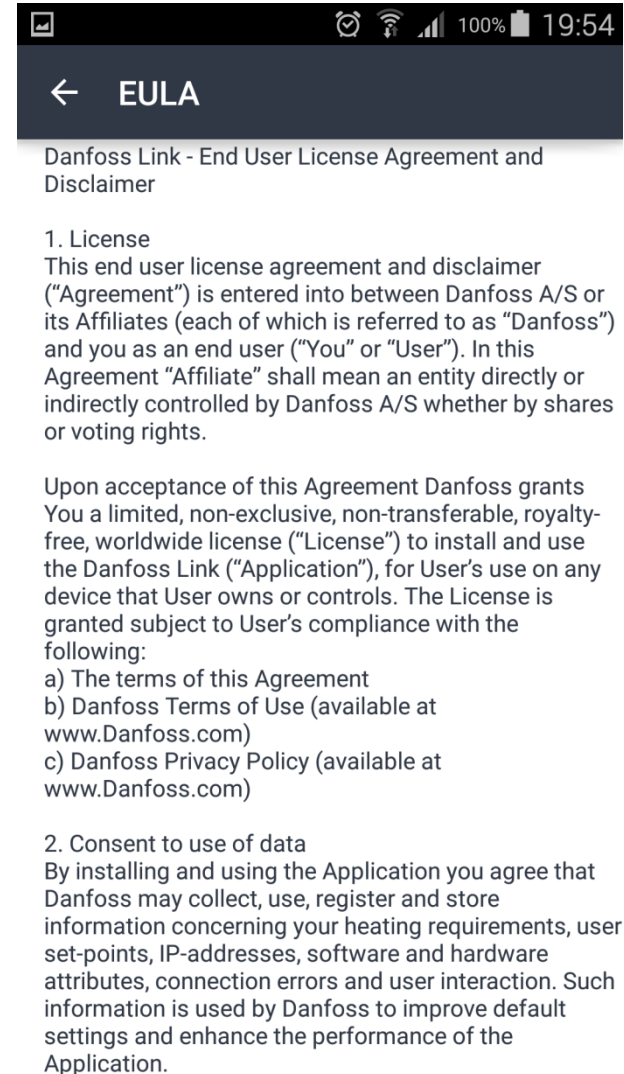 100% 19:54
EULA
Danfoss Link - End User License Agreement and
Disclaimer
1. License
This end user license agreement and disclaimer
(“Agreement”) is entered into between Danfoss A/S or
its Affiliates (each of which is referred to as “Danfoss”)
and you as an end user (“You” or “User”). In this
Agreement “Affiliate” shall mean an entity directly or
indirectly controlled by Danfoss A/S whether by shares
or voting rights.
Upon acceptance of this Agreement Danfoss grants
You a limited, non-exclusive, non-transferable, royalty-
free, worldwide license (“License”) to install and use
the Danfoss Link (“Application”), for User’s use on any
device that User owns or controls. The License is
granted subject to User’s compliance with the
following:
a) The terms of this Agreement
b) Danfoss Terms of Use (available at
www.Danfoss.com)
c) Danfoss Privacy Policy (available at
www.Danfoss.com)
2. Consent to use of data
By installing and using the Application you agree that
Danfoss may collect, use, register and store
information concerning your heating requirements, user
set-points, IP-addresses, software and hardware
attributes, connection errors and user interaction. Such
information is used by Danfoss to improve default
settings and enhance the performance of the
Application.